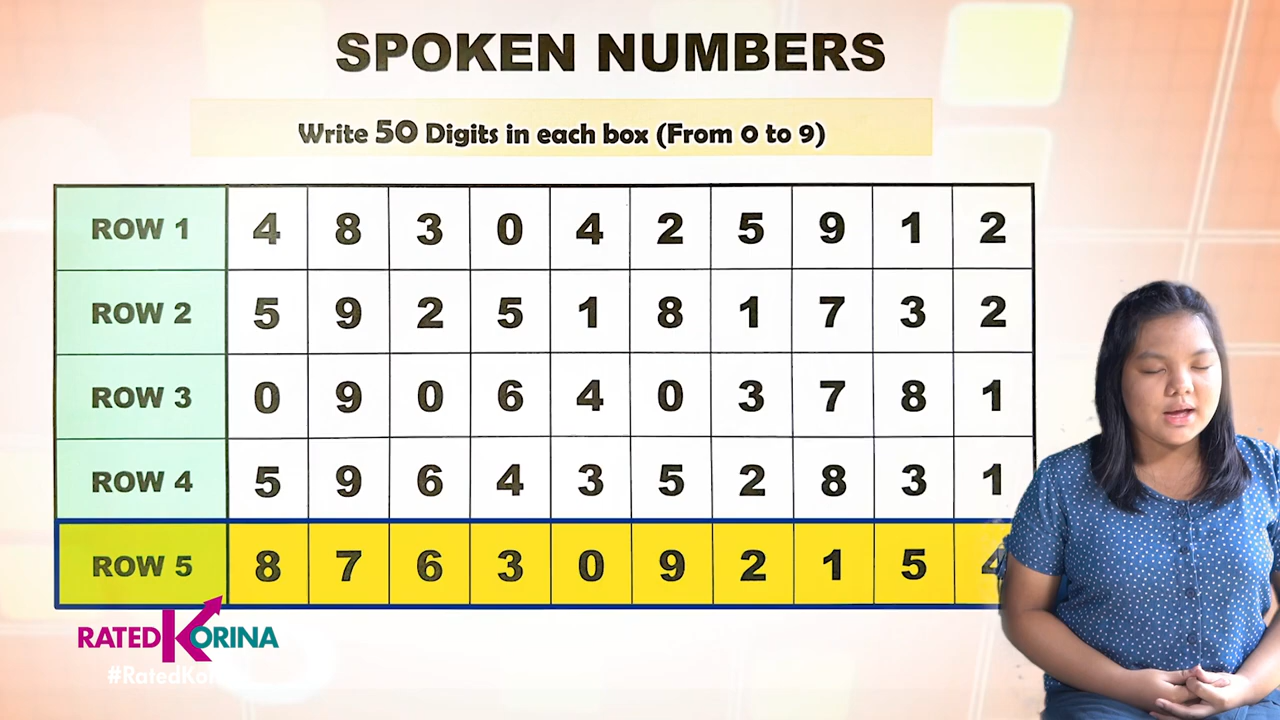 SPOKEN NUMBERS
Write 50 Digits in each box (From 0 to 9)
ROW 1 4 8 3 0 4 2 5 9 1 2
ROW 2 5 9 2 5 1 8 1 7 3 2
ROW 3 0 9 0 6 4 0 3 7 8 1
ROW 4 5 9 6 4 3 5 2 8 3 1
ROW 5 8 7 6 3 0 9 2 1 5 4
RATED KORINA